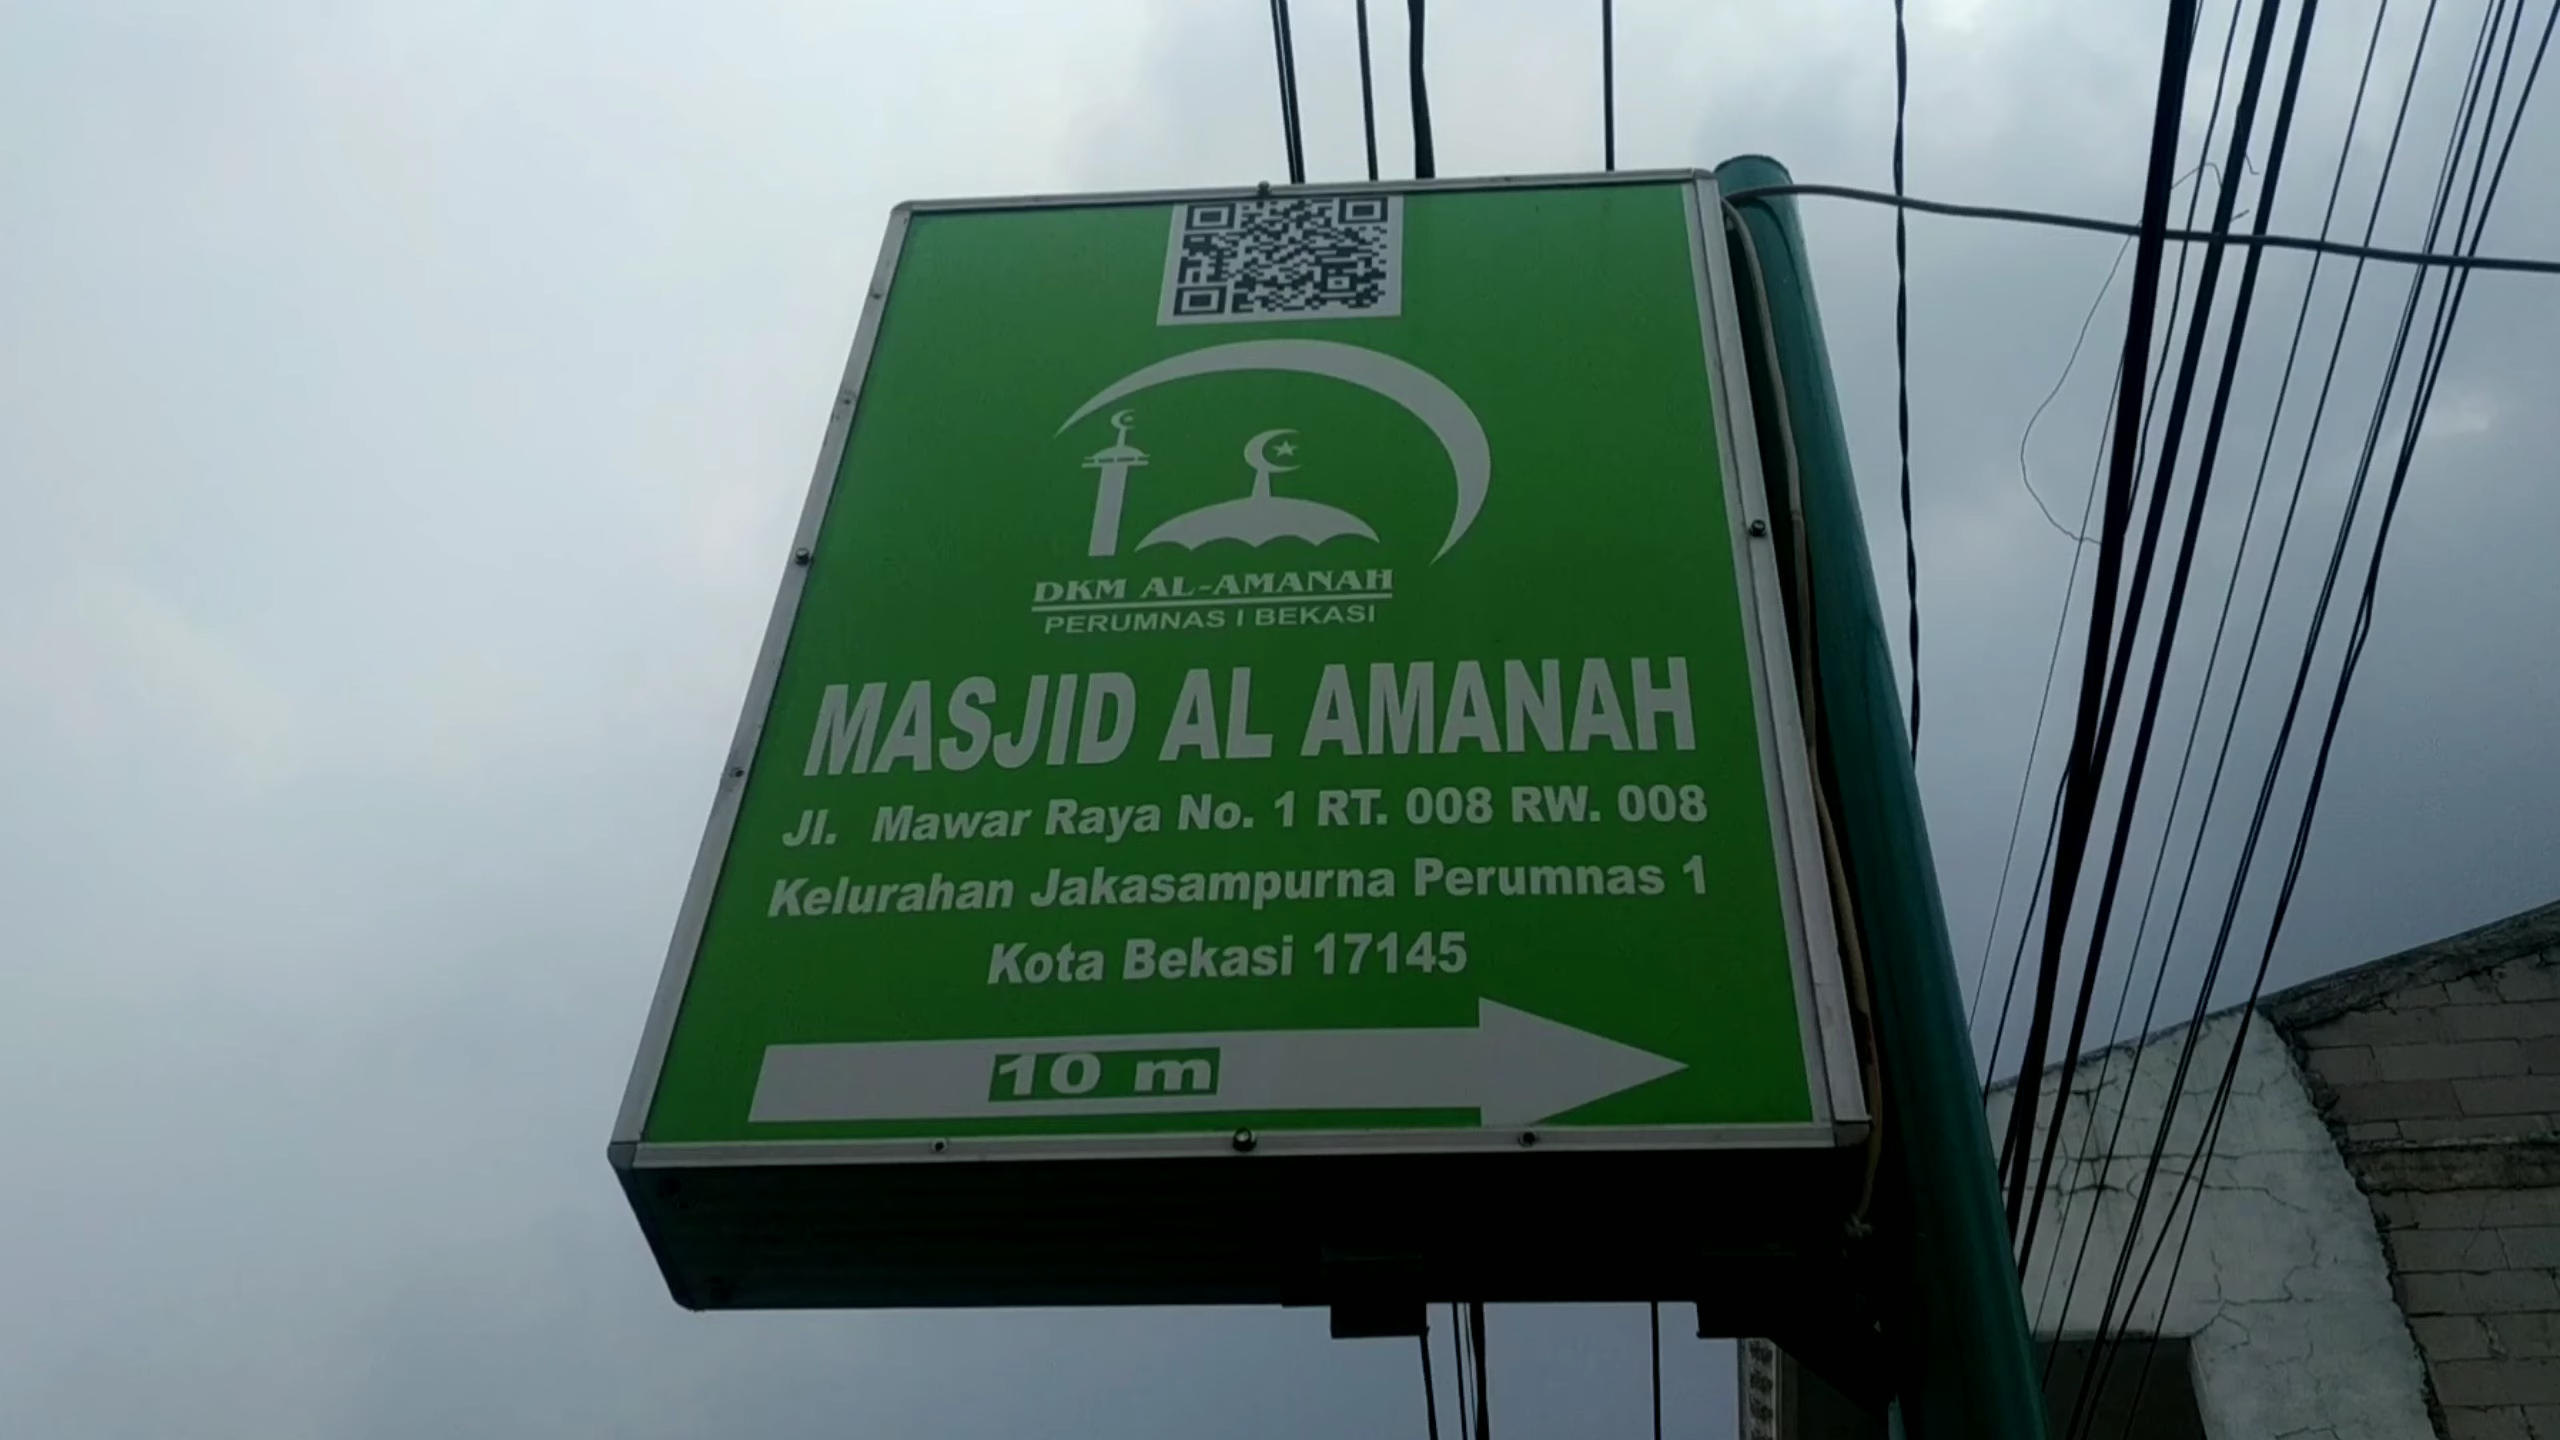 DKM AL-AMANAH
PERUMNAS I BEKASI
MASJID AL AMANAH
Jl. Mawar Raya No. 1 RT. 008 RW. 008
Kelurahan Jakasampurna Perumnas 1
Kota Bekasi 17145
10 m